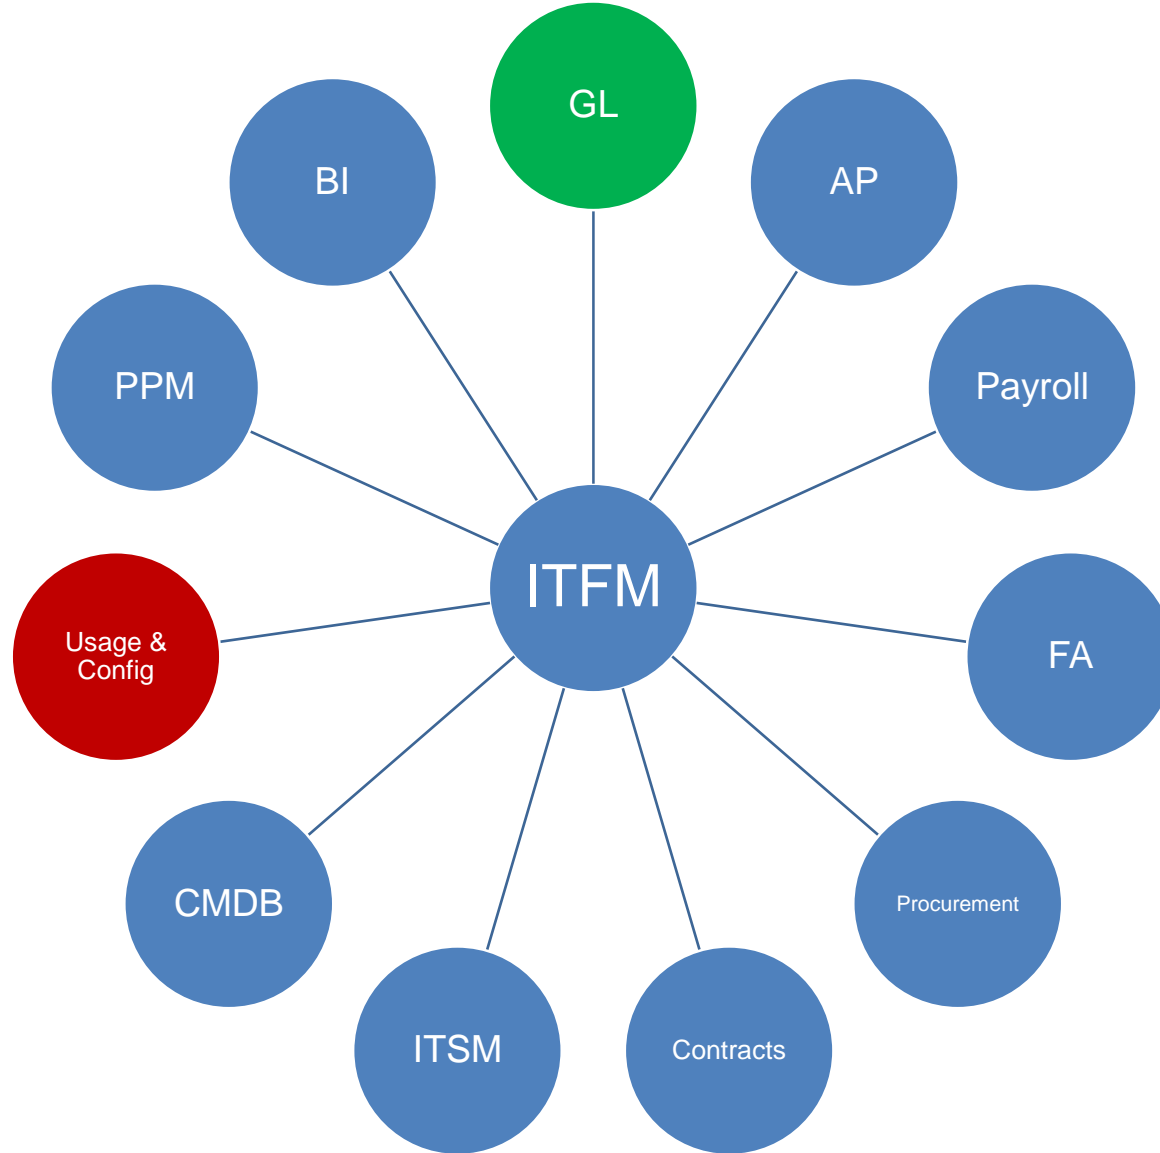 GL
BI
AP
PPM
Payroll
ITFM
Usage &
Config
FA
CMDB
Procurement
ITSM
Contracts